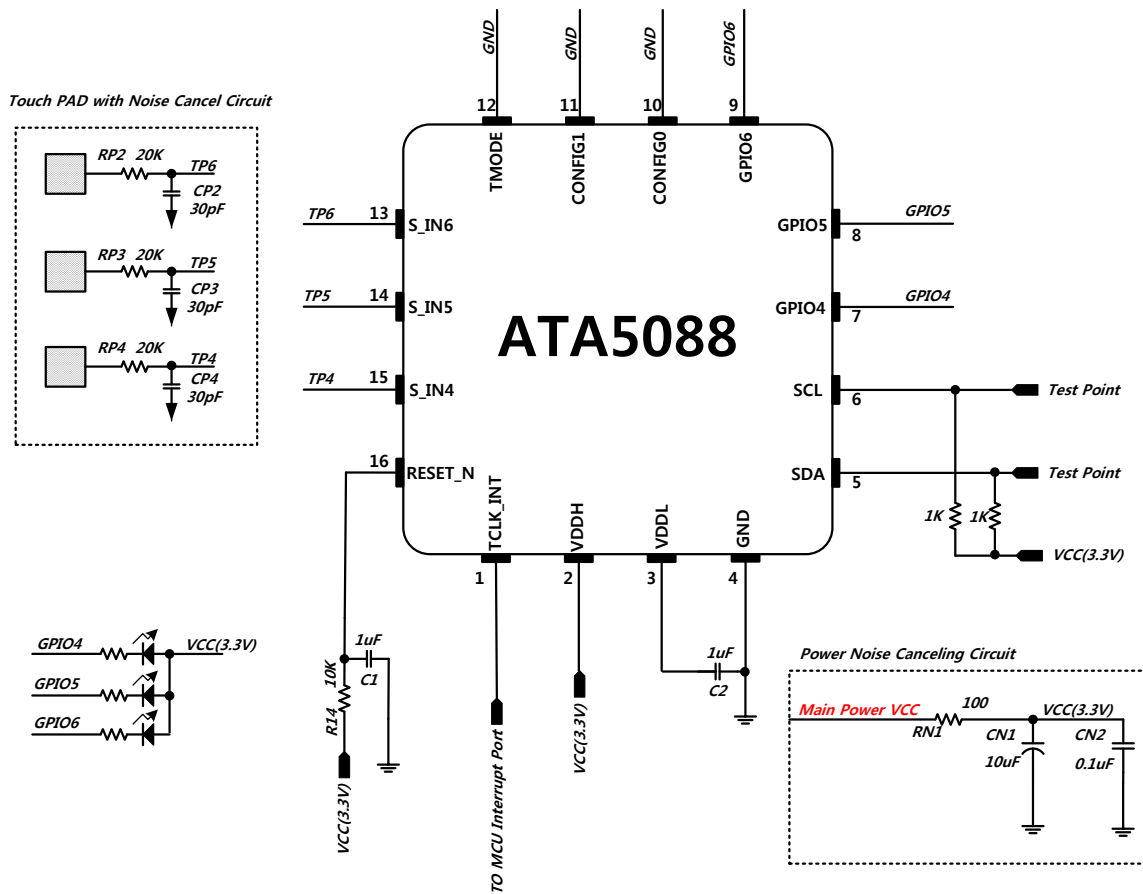 GND
GND
GND
GPIO6
Touch PAD with Noise Cancel Circuit
12
11
10
9
TMODE
CONFIG1
CONFIG0
GPIO6
RP2 20K
TP6
CP2
30pF
RP3 20K
TP5
CP3
30pF
RP4 20K
TP4
CP4
30pF
TP6
13
S_IN6
TP5
14
S_IN5
TP4
15
S_IN4
16
RESET_N
ATA5088
GPIO5
8
GPIO5
GPIO4
7
GPIO4
SCL
6
Test Point
SDA
5
Test Point
1K
1K
VCC(3.3V)
TCLK_INT
VDDH
VDDL
GND
1
2
3
4
GPIO4
VCC(3.3V)
GPIO5
GPIO6
1uF
C1
10K
R14
VCC(3.3V)
TO MCU Interrupt Port
VCC(3.3V)
1uF
C2
Power Noise Canceling Circuit
Main Power VCC
100
RN1
VCC(3.3V)
CN1
10uF
CN2
0.1uF